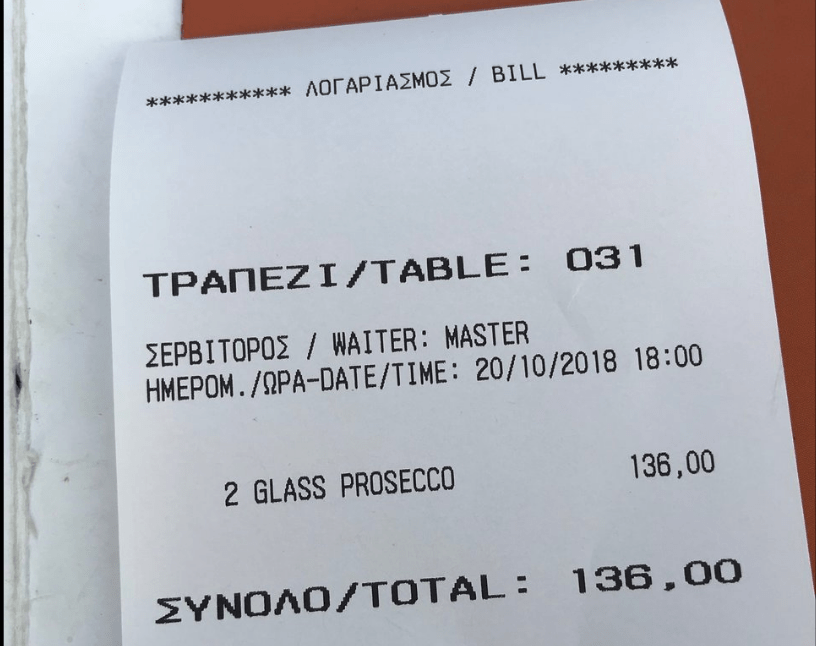 *********** ΛΟΓΑΡΙΑΣΜΟΣ / BILL *********
ΤΡΑΠΕΖΙ/TABLE: 031
ΣΕΡΒΙΤΟΡΟΣ / WAITER: MASTER
ΗΜΕΡΟΜ./ΩΡΑ-DATE/TIME: 20/10/2018 18:00
2 GLASS PROSECCO 136,00
ΣΥΝΟΛΟ/TOTAL: 136,00